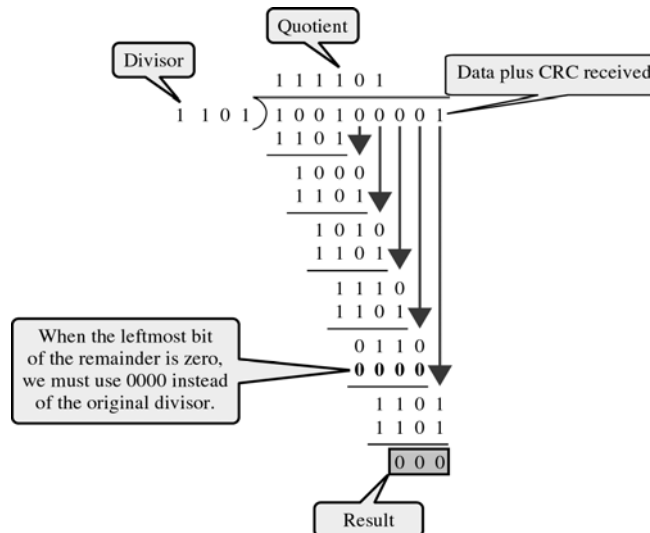 Quotient
Divisor
1 1 1 1 0 1
Data plus CRC received
1 1 0 1 1 0 0 1 0 0 0 0 1
1 1 0 1
1 0 0 0
1 1 0 1
1 0 1 0
1 1 0 1
1 1 1 0
1 1 0 1
When the leftmost bit
of the remainder is zero,
we must use 0000 instead
of the original divisor.
0 1 1 0
0 0 0 0
1 1 0 1
1 1 0 1
0 0 0
Result